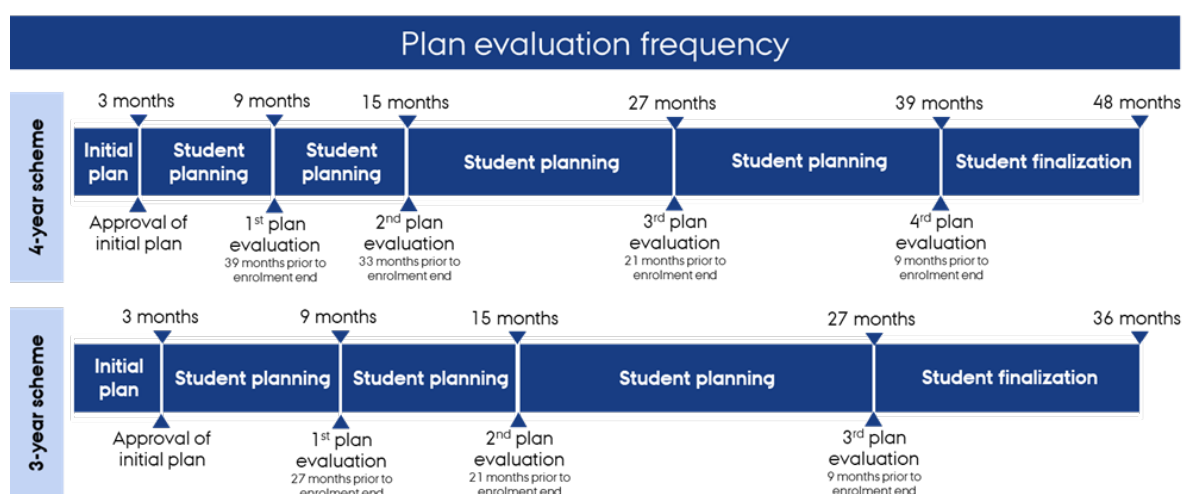 Plan evaluation frequency
4-year scheme
3 months
9 months
15 months
27 months
39 months
48 months
Initial
plan
Student
planning
Student
planning
Student planning
Student planning
Student finalization
Approval of
initial plan
1st plan
evaluation
39 months prior to
enrolment end
2nd plan
evaluation
33 months prior to
enrolment end
3rd plan
evaluation
21 months prior to
enrolment end
4rd plan
evaluation
9 months prior to
enrolment end
3-year scheme
3 months
9 months
15 months
27 months
36 months
Initial
plan
Student planning
Student planning
Student planning
Student finalization
Approval of
initial plan
1st plan
evaluation
27 months prior to
enrolment end
2nd plan
evaluation
21 months prior to
enrolment end
3rd plan
evaluation
9 months prior to
enrolment end